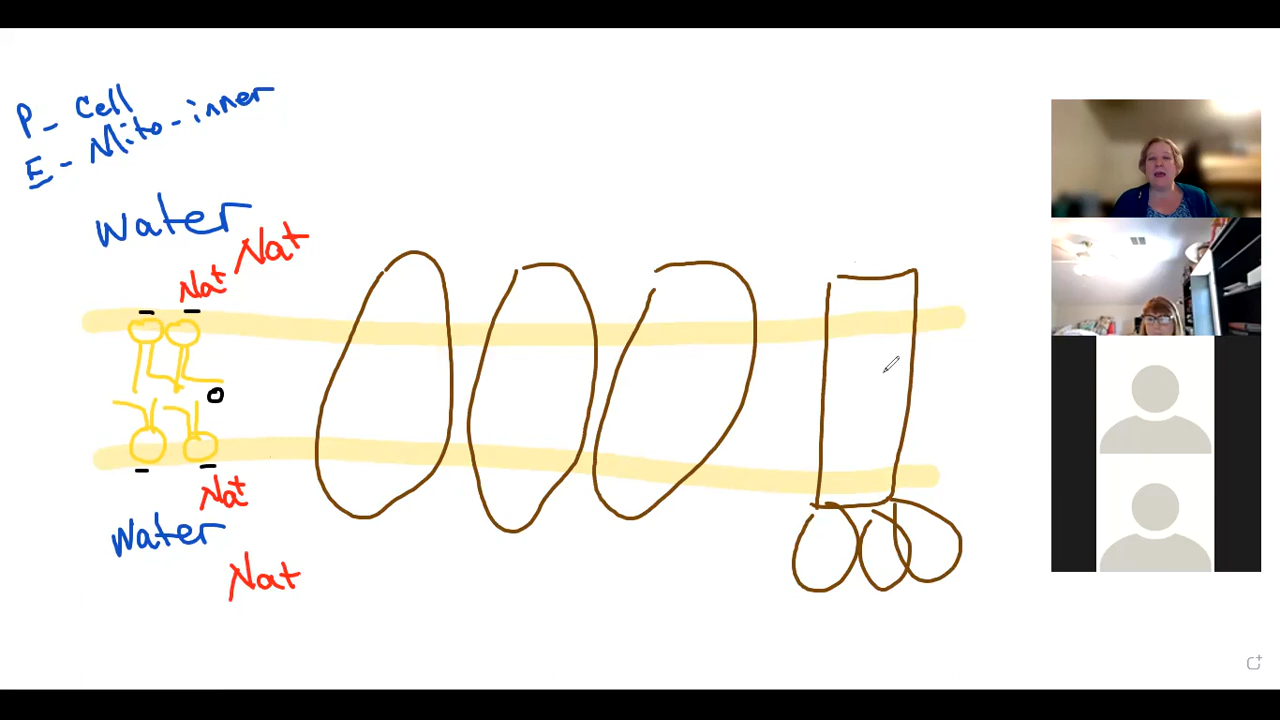 P - Cell
E - Mito-inner
Water
Na+
Na+
Na+
Water
Na+